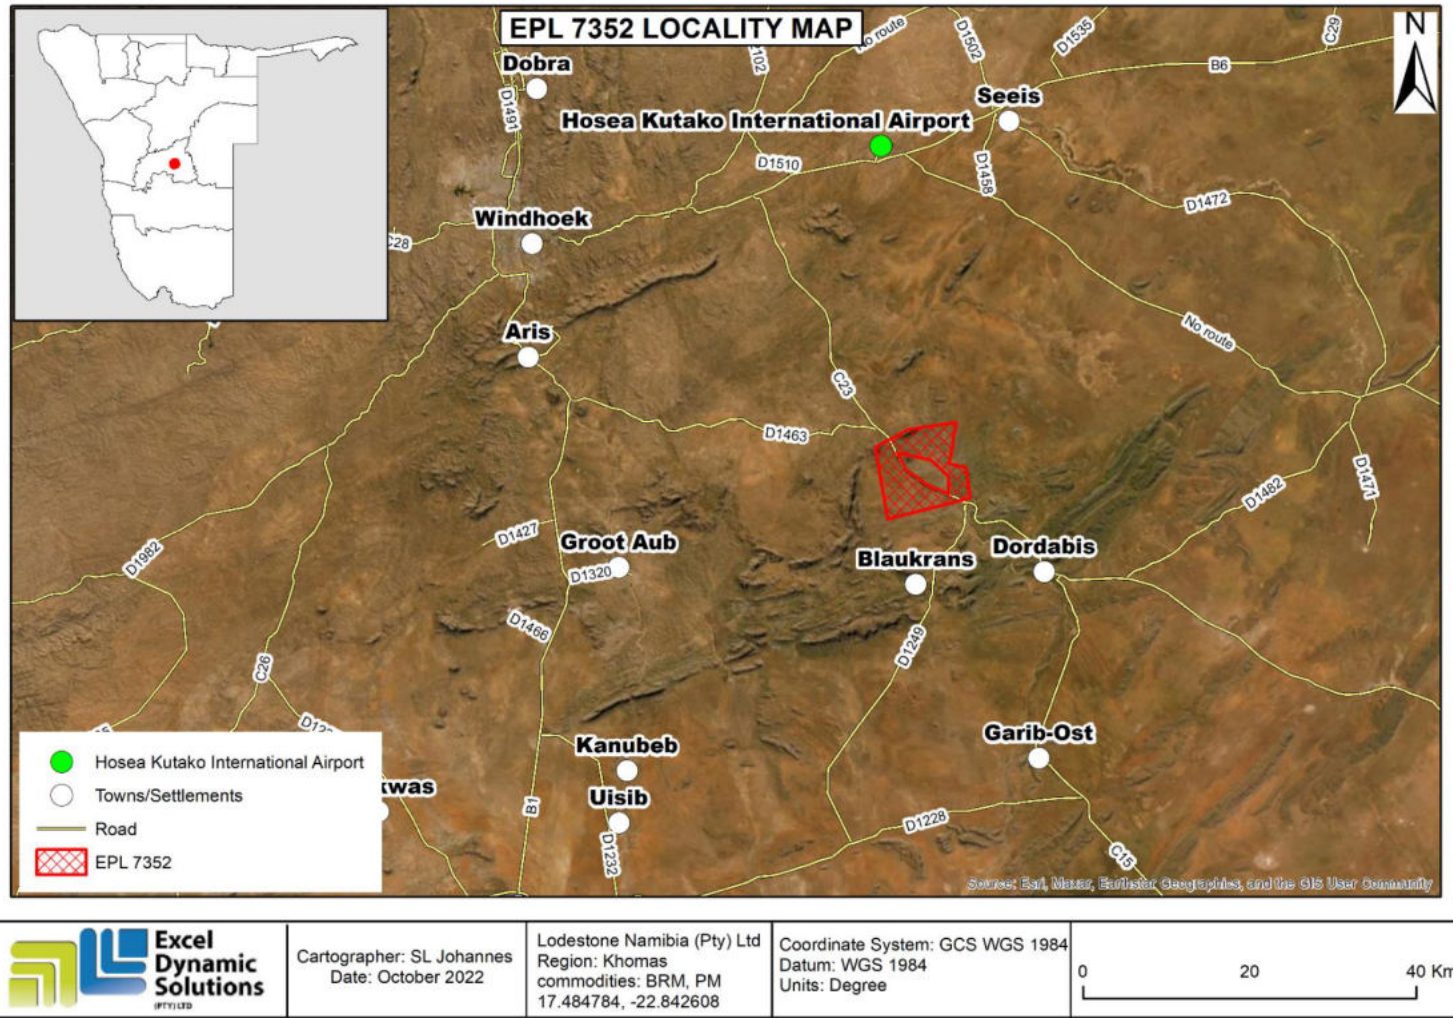 EPL 7352 LOCALITY MAP
N
No route
D1502
D1535
C29
B6
Dobra
D1491
Seeis
Hosea Kutako International Airport
D1510
D1458
D1472
Windhoek
C28
No route
Aris
C23
D1463
D1482
D1471
D1982
D1427
Groot Aub
D1320
Blaukrans
Dordabis
D1466
D1249
C26
Garib-Ost
Kanubeb
Uisib
B1
D1232
D1228
C15
Hosea Kutako International Airport
Towns/Settlements
Road
EPL 7352
Source: Esri, Maxar, Earthstar Geographics, and the GIS User Community
Excel
Dynamic
Solutions
(PTY) LTD
Cartographer: SL Johannes
Date: October 2022
Lodestone Namibia (Pty) Ltd
Region: Khomas
commodities: BRM, PM
17.484784, -22.842608
Coordinate System: GCS WGS 1984
Datum: WGS 1984
Units: Degree
0 20 40 Km